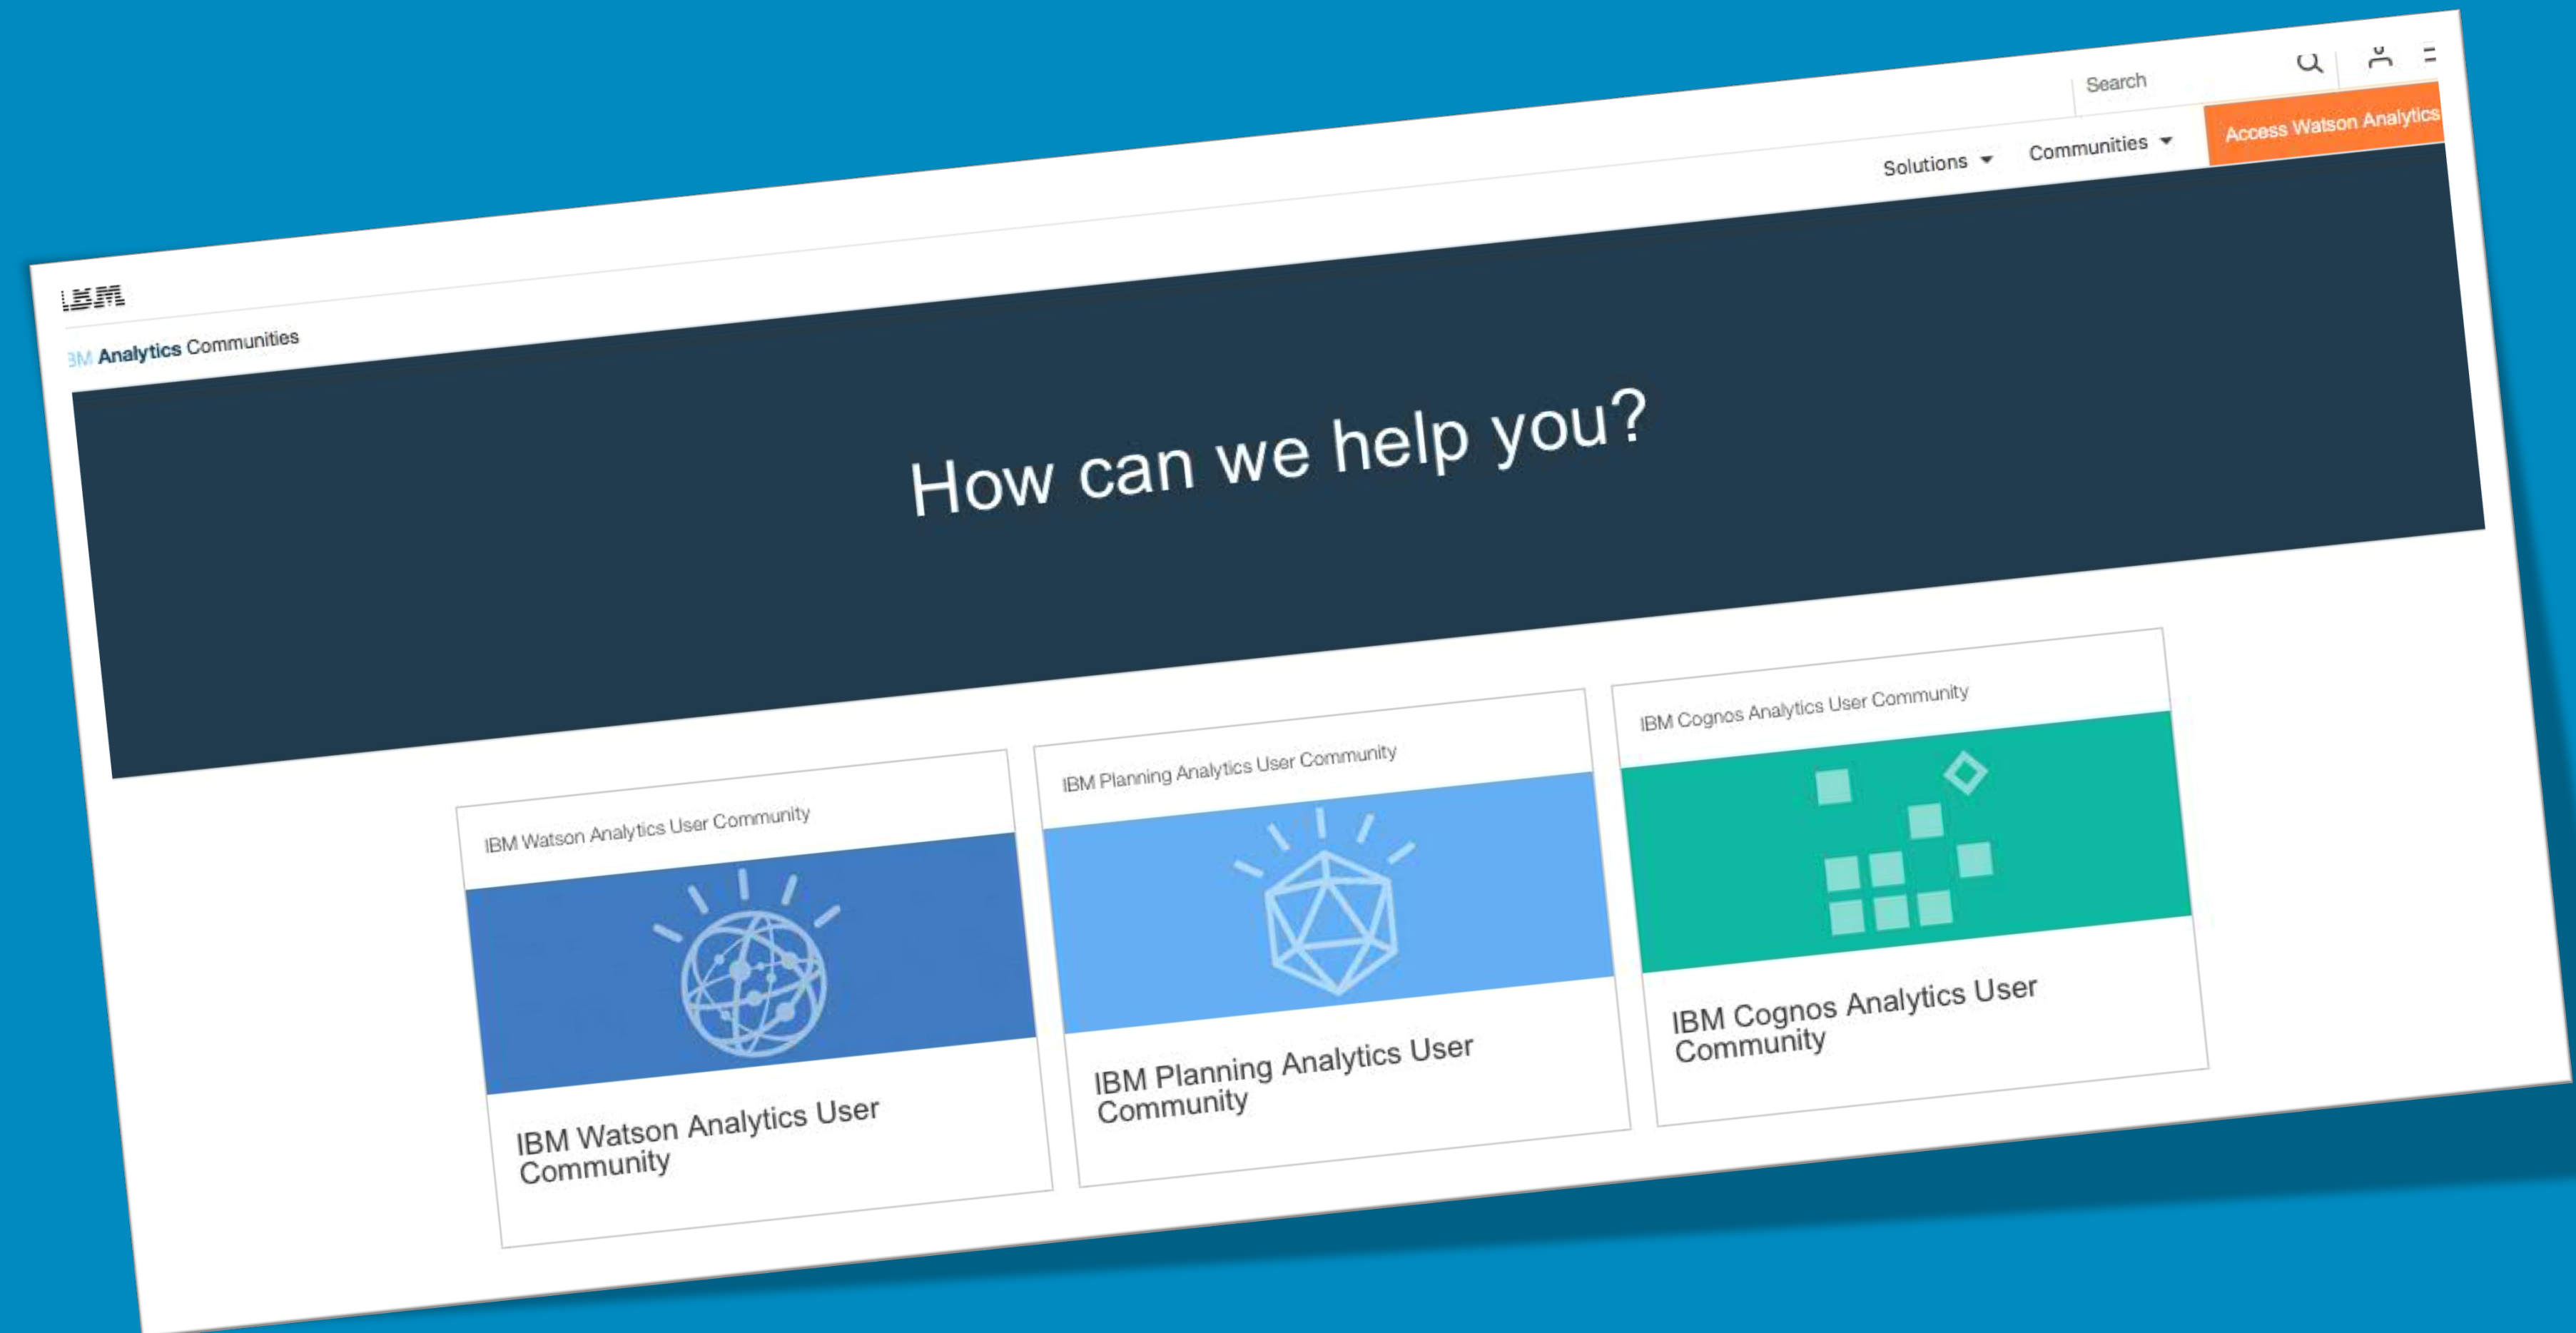 Search
IBM
Solutions
Communities
Access Watson Analytics
BM Analytics Communities
How can we help you?
IBM Watson Analytics User Community
IBM Planning Analytics User Community
IBM Cognos Analytics User Community
IBM Watson Analytics User
Community
IBM Planning Analytics User
Community
IBM Cognos Analytics User
Community